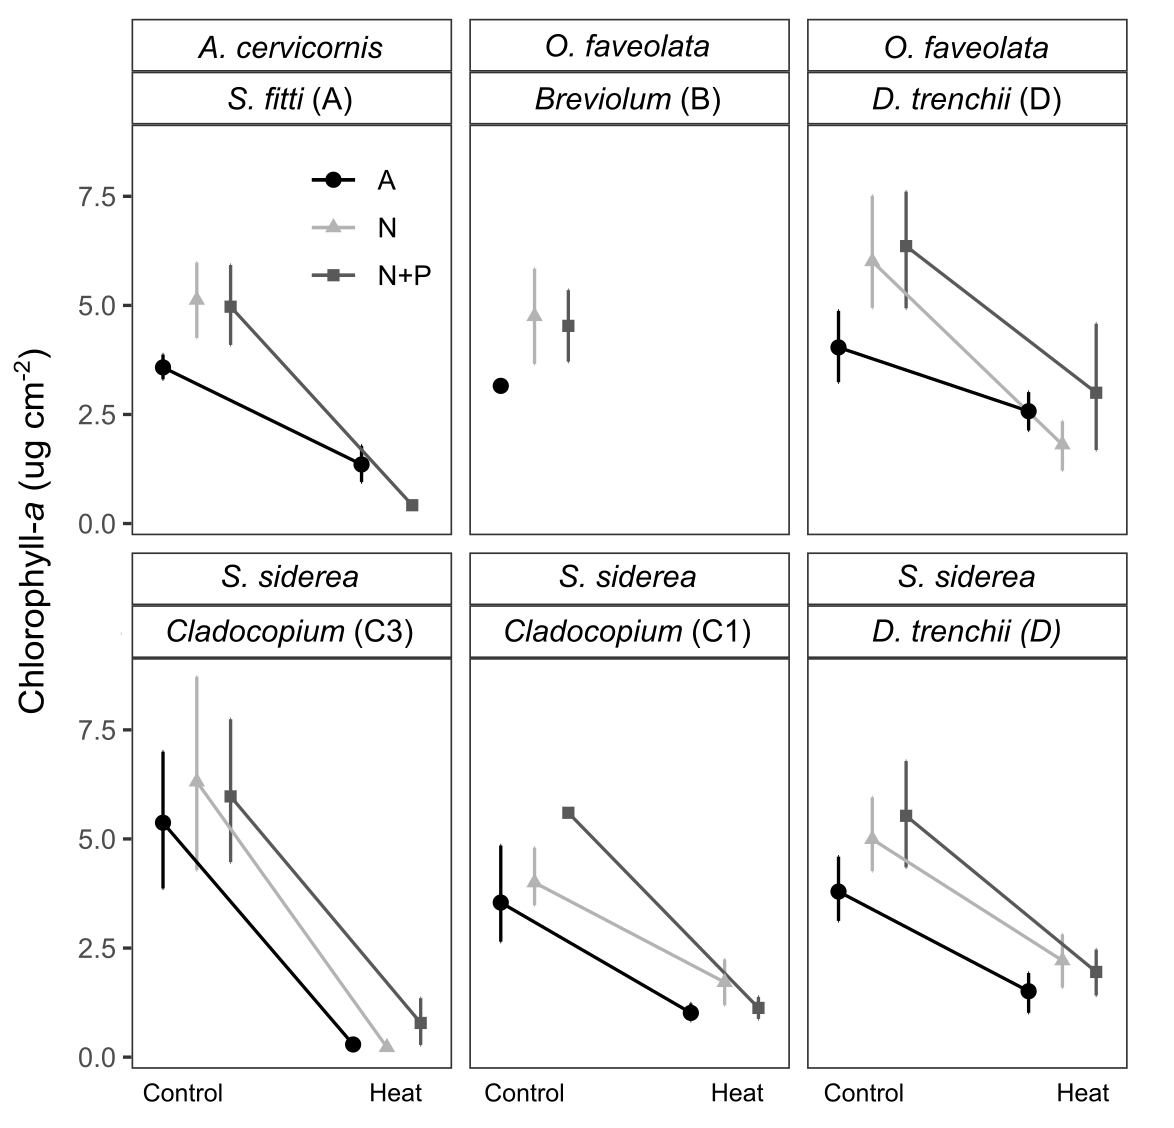 A. cervicornis
O. faveolata
O. faveolata
S. fitti (A)
Breviolum (B)
D. trenchii (D)
A
N
N+P
7.5
5.0
2.5
0.0
Chlorophyll-a (ug cm-2)
S. siderea
S. siderea
S. siderea
Cladocopium (C3)
Cladocopium (C1)
D. trenchii (D)
7.5
5.0
2.5
0.0
Control
Heat
Control
Heat
Control
Heat